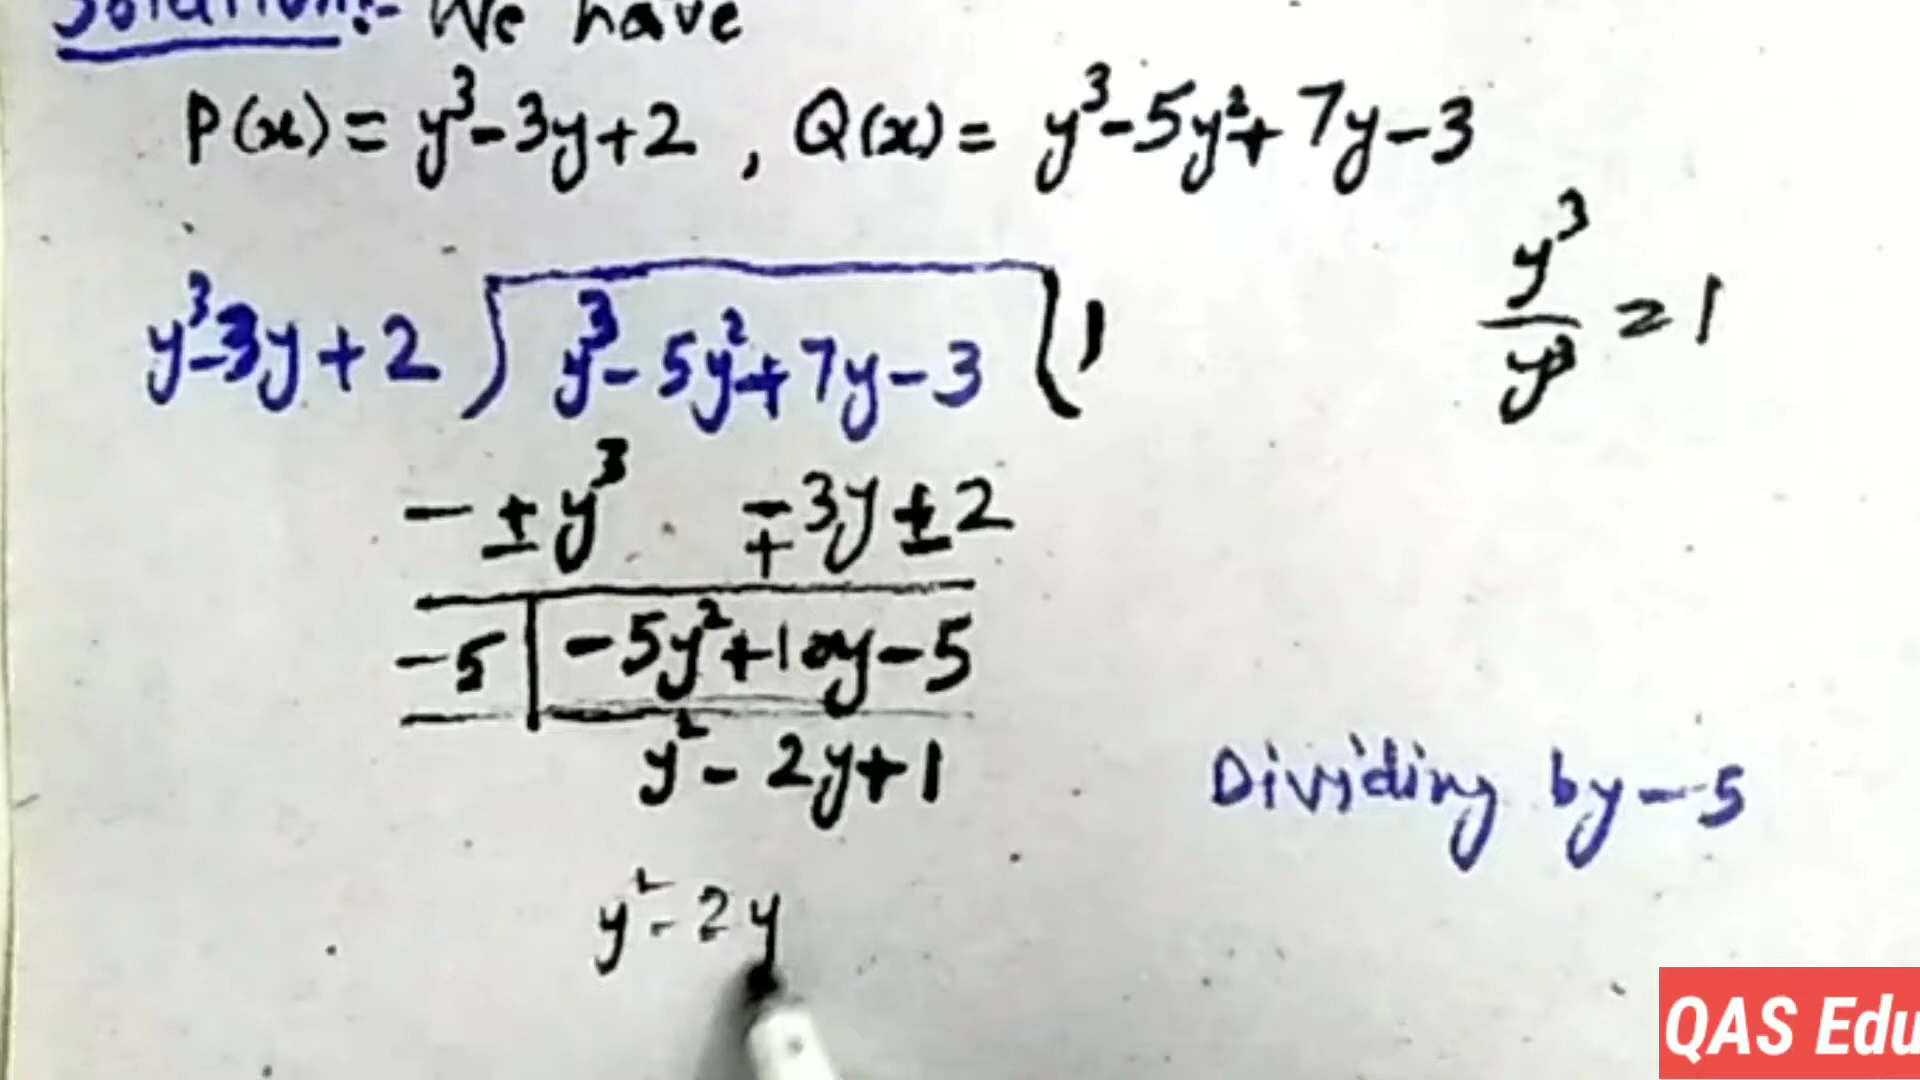 Solution:- We have
P(x) = y³-3y+2 , Q(x) = y³-5y²+7y-3
y³-3y+2 ) y³-5y²+7y-3 ( 1
y³/y³ = 1
- ±y³ ∓3y±2
-5 | -5y²+10y-5
y²-2y+1
Dividing by -5
y²-2y
QAS Edu